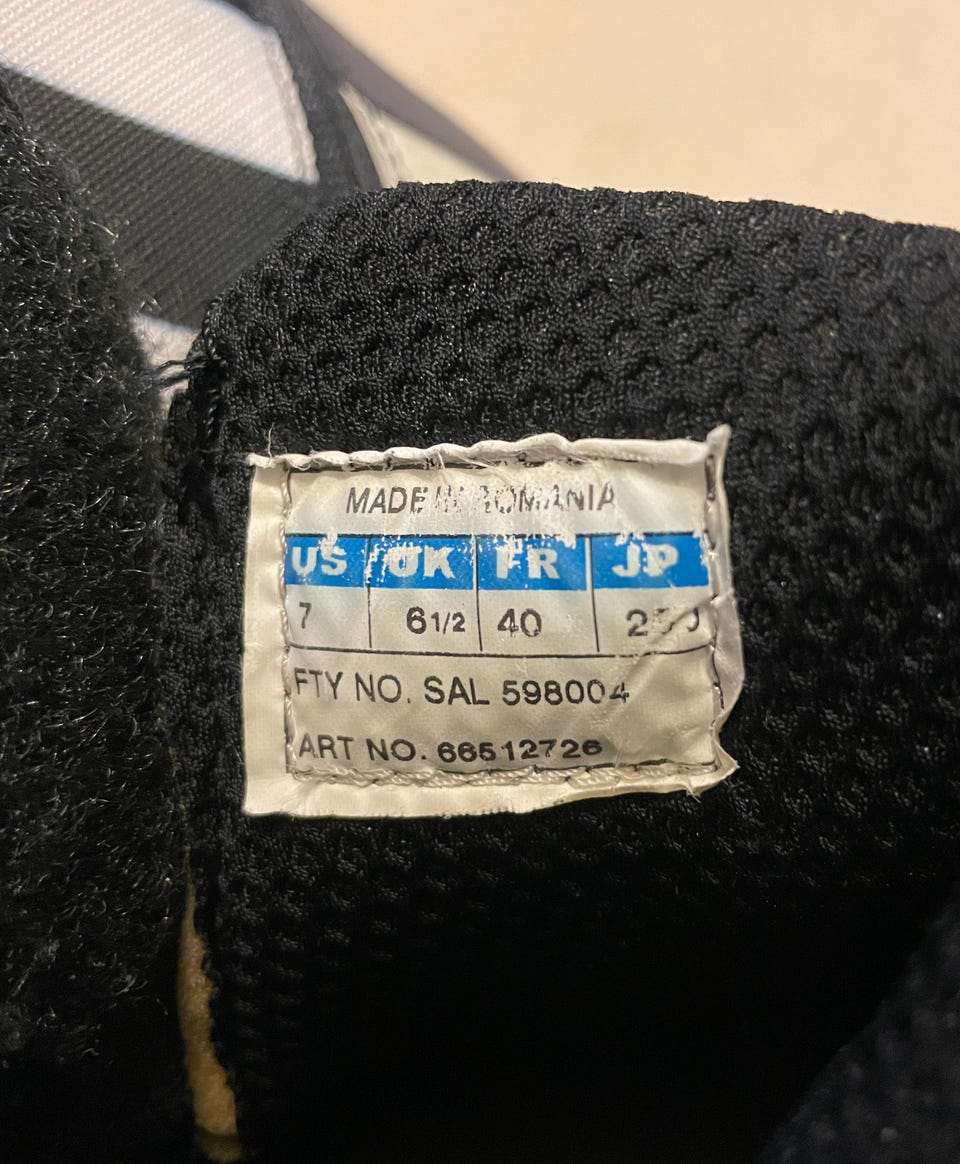 MADE IN ROMANIA
US UK FR JP
7 6 1/2 40 250
FTY NO. SAL 598004
ART NO. 66512726